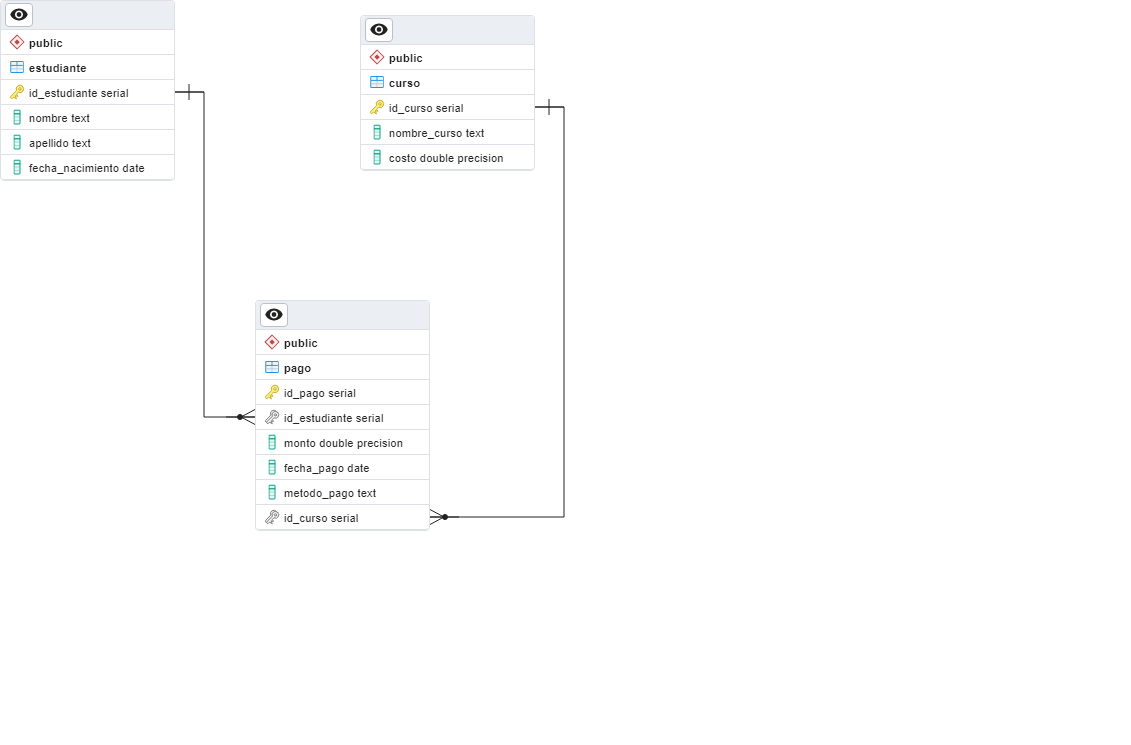 public
estudiante
id_estudiante serial
nombre text
apellido text
fecha_nacimiento date
public
curso
id_curso serial
nombre_curso text
costo double precision
public
pago
id_pago serial
id_estudiante serial
monto double precision
fecha_pago date
metodo_pago text
id_curso serial